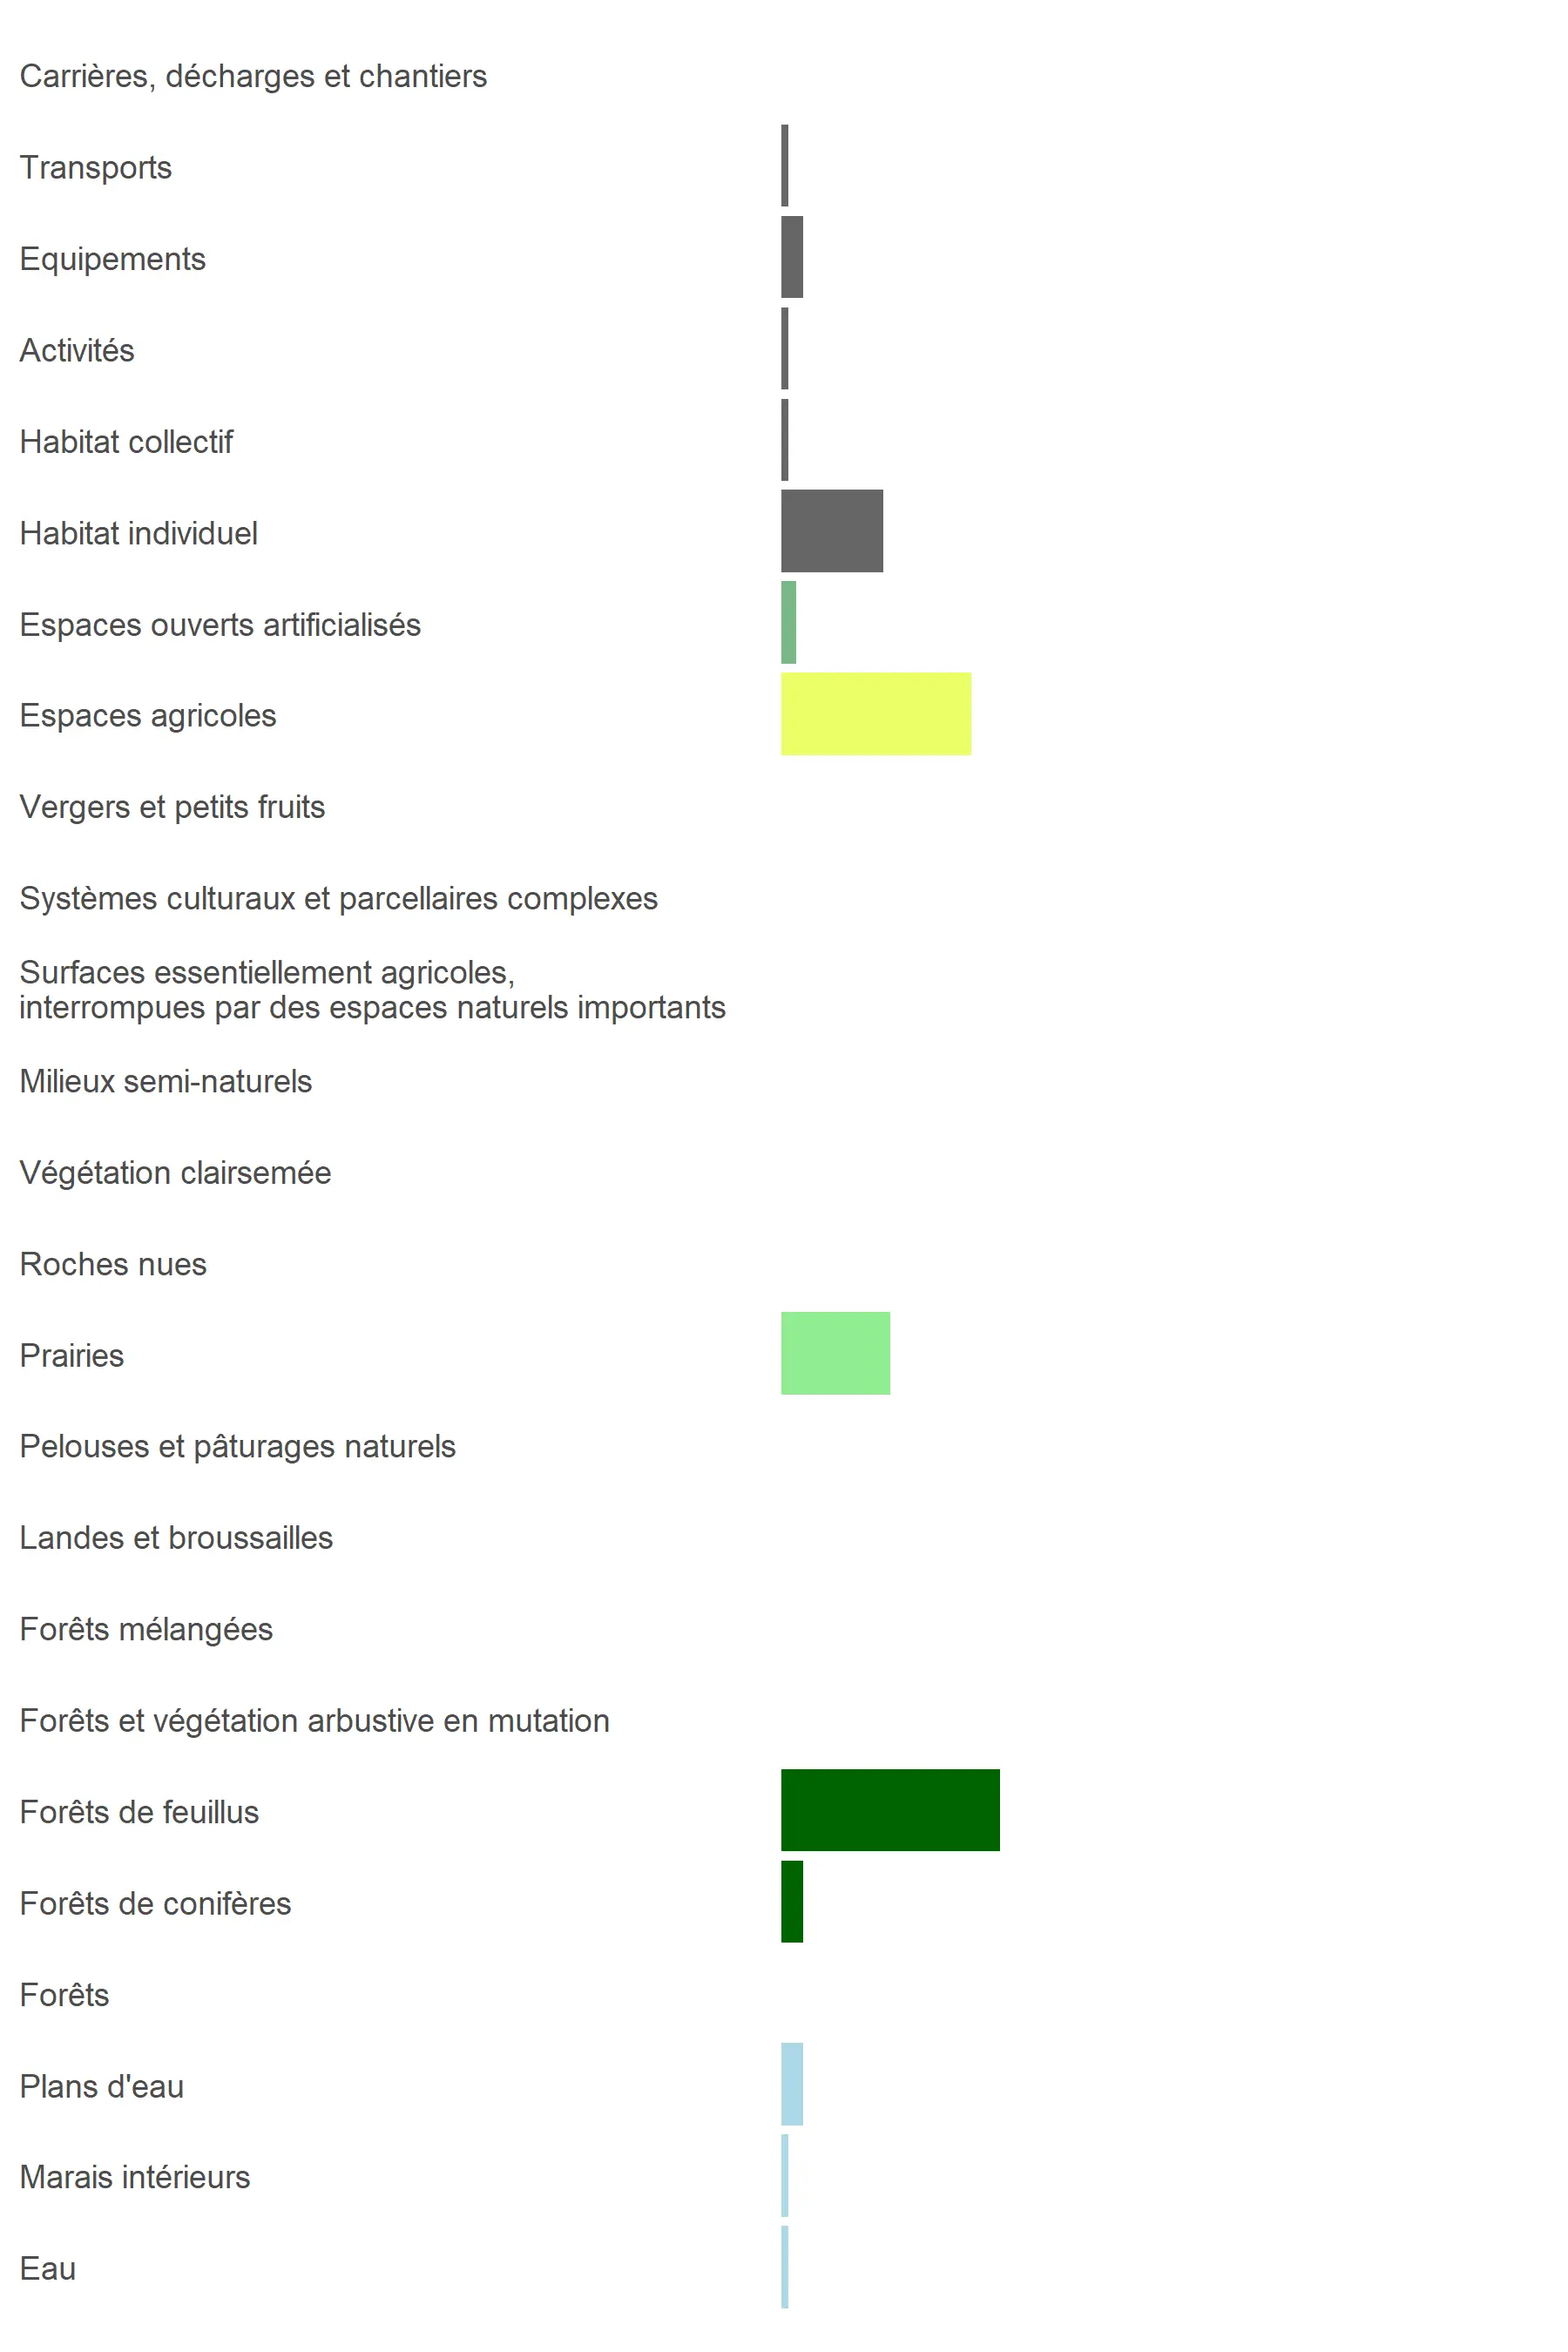 Carrières, décharges et chantiers
Transports
Equipements
Activités
Habitat collectif
Habitat individuel
Espaces ouverts artificialisés
Espaces agricoles
Vergers et petits fruits
Systèmes culturaux et parcellaires complexes
Surfaces essentiellement agricoles,
interrompues par des espaces naturels importants
Milieux semi-naturels
Végétation clairsemée
Roches nues
Prairies
Pelouses et pâturages naturels
Landes et broussailles
Forêts mélangées
Forêts et végétation arbustive en mutation
Forêts de feuillus
Forêts de conifères
Forêts
Plans d'eau
Marais intérieurs
Eau